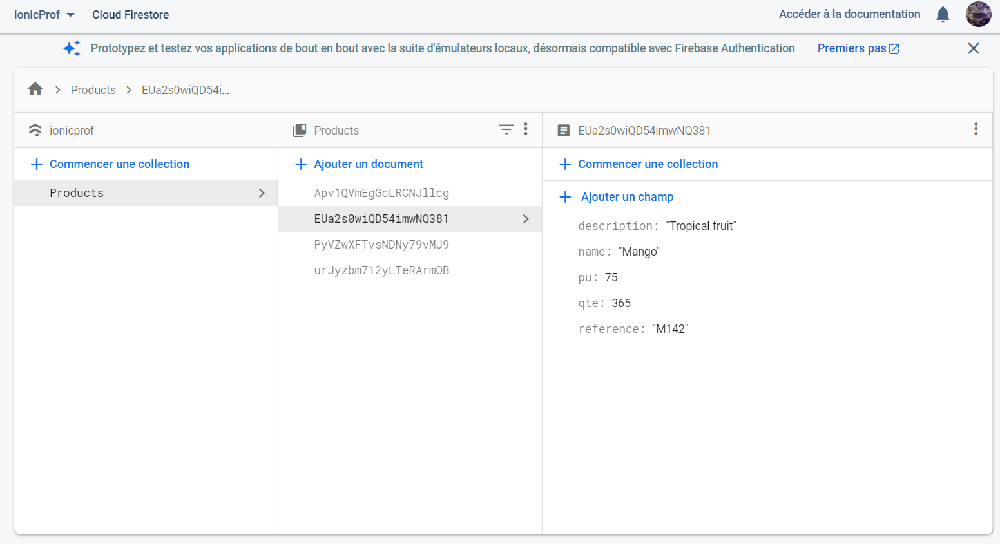 ionicProf Cloud Firestore Accéder à la documentation
Prototypez et testez vos applications de bout en bout avec la suite d'émulateurs locaux, désormais compatible avec Firebase Authentication Premiers pas
Products EUa2s0wiQD54i...
ionicprof
Commencer une collection
Products
Products
Ajouter un document
Apv1QVmEgGcLRCNJllcg
EUa2s0wiQD54imwNQ381
PyVZwXFTvsNDNy79vMJ9
urJyzbm712yLTeRArmOB
EUa2s0wiQD54imwNQ381
Commencer une collection
Ajouter un champ
description: "Tropical fruit"
name: "Mango"
pu: 75
qte: 365
reference: "M142"